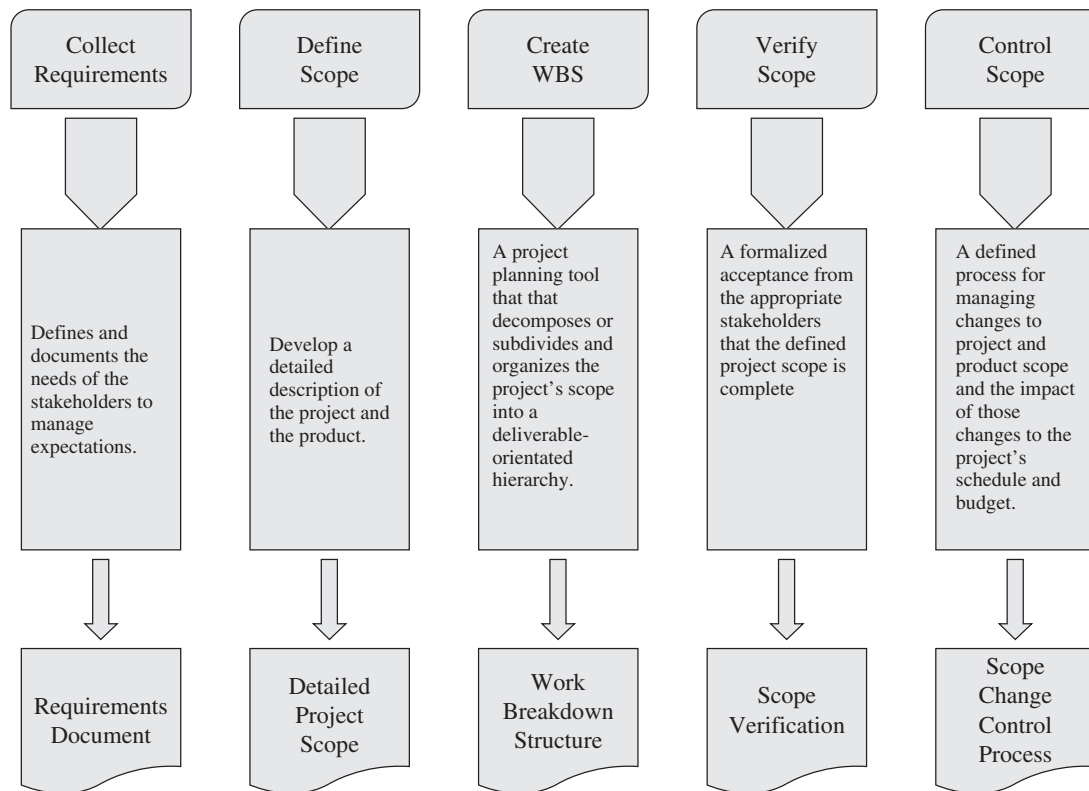 Collect
Requirements
Define
Scope
Create
WBS
Verify
Scope
Control
Scope
Defines and
documents the
needs of the
stakeholders to
manage
expectations.
Develop a
detailed
description of
the project and
the product.
A project
planning tool
that that
decomposes or
subdivides and
organizes the
project’s scope
into a
deliverable-
orientated
hierarchy.
A formalized
acceptance from
the appropriate
stakeholders
that the defined
project scope is
complete
A defined
process for
managing
changes to
project and
product scope
and the impact
of those
changes to the
project’s
schedule and
budget.
Requirements
Document
Detailed
Project
Scope
Work
Breakdown
Structure
Scope
Verification
Scope
Change
Control
Process